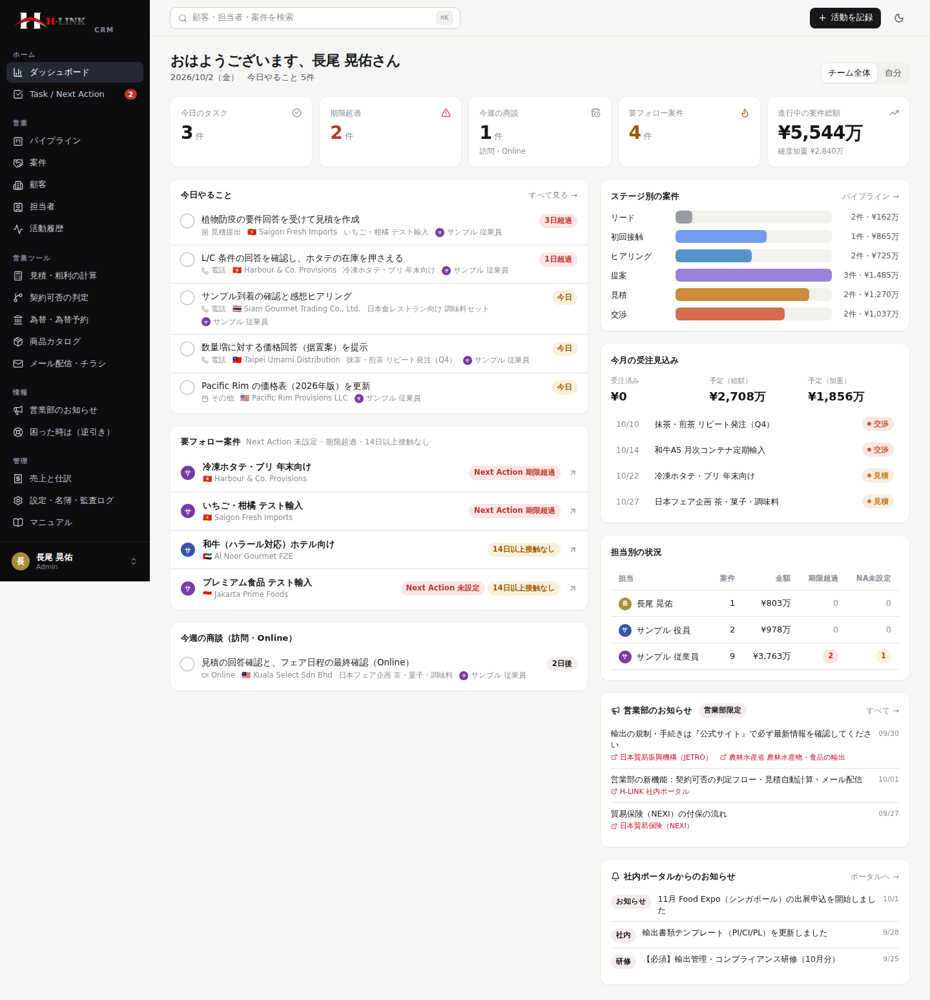 H-LINK CRM
ホーム
ダッシュボード
Task / Next Action 2
営業
パイプライン
案件
顧客
担当者
活動履歴
営業ツール
見積・粗利の計算
契約可否の判定
為替・為替予約
商品カタログ
メール配信・チラシ
情報
営業部のお知らせ
困った時は（逆引き）
管理
売上と仕訳
設定・名簿・監査ログ
マニュアル
長 長尾 晃佑
Admin
顧客・担当者・案件を検索 ⌘K
活動を記録
おはようございます、長尾 晃佑さん
2026/10/2（金） 今日やること 5件
チーム全体 自分
今日のタスク
3 件
期限超過
2 件
今週の商談
1 件
訪問・Online
要フォロー案件
4 件
進行中の案件総額
¥5,544万
確度加重 ¥2,840万
今日やること すべて見る →
植物防疫の要件回答を受けて見積を作成 3日超過
見積提出 Saigon Fresh Imports いちご・柑橘 テスト輸入 サ サンプル 従業員
L/C 条件の回答を確認し、ホタテの在庫を押さえる 1日超過
電話 Harbour & Co. Provisions 冷凍ホタテ・ブリ 年末向け サ サンプル 従業員
サンプル到着の確認と感想ヒアリング 今日
電話 Siam Gourmet Trading Co., Ltd. 日本食レストラン向け 調味料セット
サ サンプル 従業員
数量増に対する価格回答（据置案）を提示 今日
電話 Taipei Umami Distribution 抹茶・煎茶 リピート発注（Q4） サ サンプル 従業員
Pacific Rim の価格表（2026年版）を更新 今日
その他 Pacific Rim Provisions LLC サ サンプル 従業員
要フォロー案件 Next Action 未設定・期限超過・14日以上接触なし
サ 冷凍ホタテ・ブリ 年末向け Next Action 期限超過
Harbour & Co. Provisions
サ いちご・柑橘 テスト輸入 Next Action 期限超過
Saigon Fresh Imports
サ 和牛（ハラール対応）ホテル向け 14日以上接触なし
Al Noor Gourmet FZE
サ プレミアム食品 テスト輸入 Next Action 未設定 14日以上接触なし
Jakarta Prime Foods
今週の商談（訪問・Online）
見積の回答確認と、フェア日程の最終確認（Online） 2日後
Online Kuala Select Sdn Bhd 日本フェア企画 茶・菓子・調味料 サ サンプル 従業員
ステージ別の案件 パイプライン →
リード 2件・¥162万
初回接触 1件・¥865万
ヒアリング 2件・¥725万
提案 3件・¥1,485万
見積 2件・¥1,270万
交渉 2件・¥1,037万
今月の受注見込み
受注済み 予定（総額） 予定（加重）
¥0 ¥2,708万 ¥1,856万
10/10 抹茶・煎茶 リピート発注（Q4） 交渉
10/14 和牛A5 月次コンテナ定期輸入 交渉
10/22 冷凍ホタテ・ブリ 年末向け 見積
10/27 日本フェア企画 茶・菓子・調味料 見積
担当別の状況
担当 案件 金額 期限超過 NA未設定
長 長尾 晃佑 1 ¥803万 0 0
サ サンプル 役員 2 ¥978万 0 0
サ サンプル 従業員 9 ¥3,763万 2 1
営業部のお知らせ 営業部限定 すべて →
輸出の規制・手続きは『公式サイト』で必ず最新情報を確認してくださ 09/30
い
日本貿易振興機構（JETRO） 農林水産省 農林水産物・食品の輸出
営業部の新機能：契約可否の判定フロー・見積自動計算・メール配信 10/01
H-LINK 社内ポータル
貿易保険（NEXI）の付保の流れ 09/27
日本貿易保険（NEXI）
社内ポータルからのお知らせ ポータルへ →
お知らせ 11月 Food Expo（シンガポール）の出展申込を開始しまし 10/1
た
社内 輸出書類テンプレート（PI/CI/PL）を更新しました 9/28
研修 【必須】輸出管理・コンプライアンス研修（10月分） 9/25